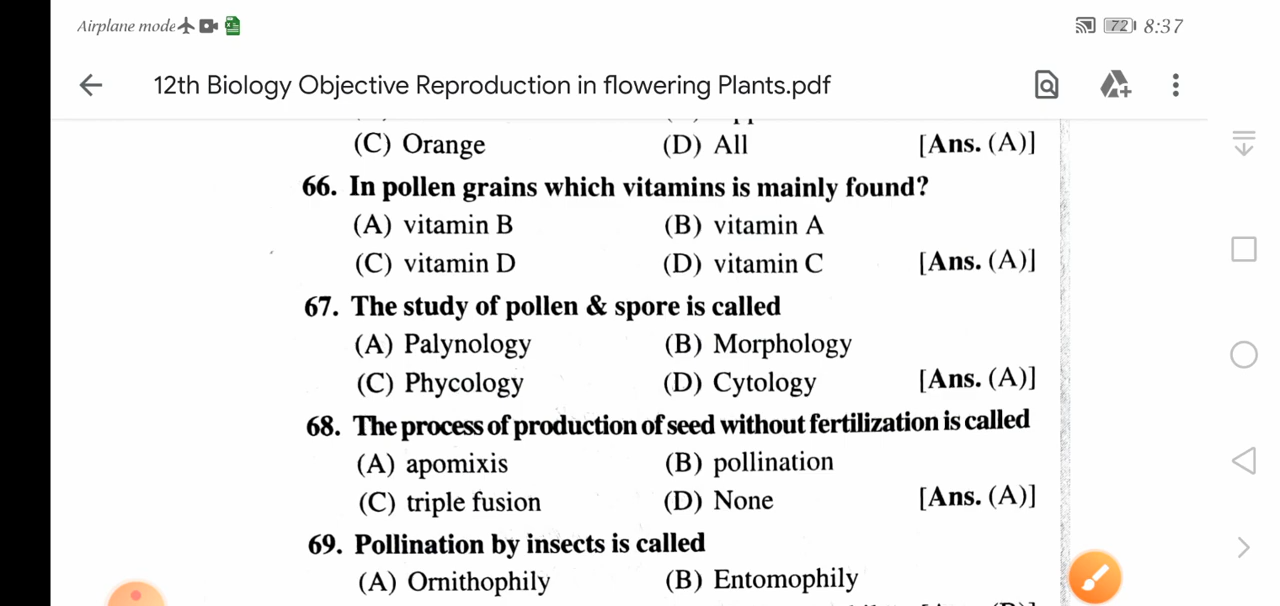 Airplane mode 72 8:37
12th Biology Objective Reproduction in flowering Plants.pdf
(C) Orange (D) All [Ans. (A)]
66. In pollen grains which vitamins is mainly found?
(A) vitamin B (B) vitamin A
(C) vitamin D (D) vitamin C [Ans. (A)]
67. The study of pollen & spore is called
(A) Palynology (B) Morphology
(C) Phycology (D) Cytology [Ans. (A)]
68. The process of production of seed without fertilization is called
(A) apomixis (B) pollination
(C) triple fusion (D) None [Ans. (A)]
69. Pollination by insects is called
(A) Ornithophily (B) Entomophily